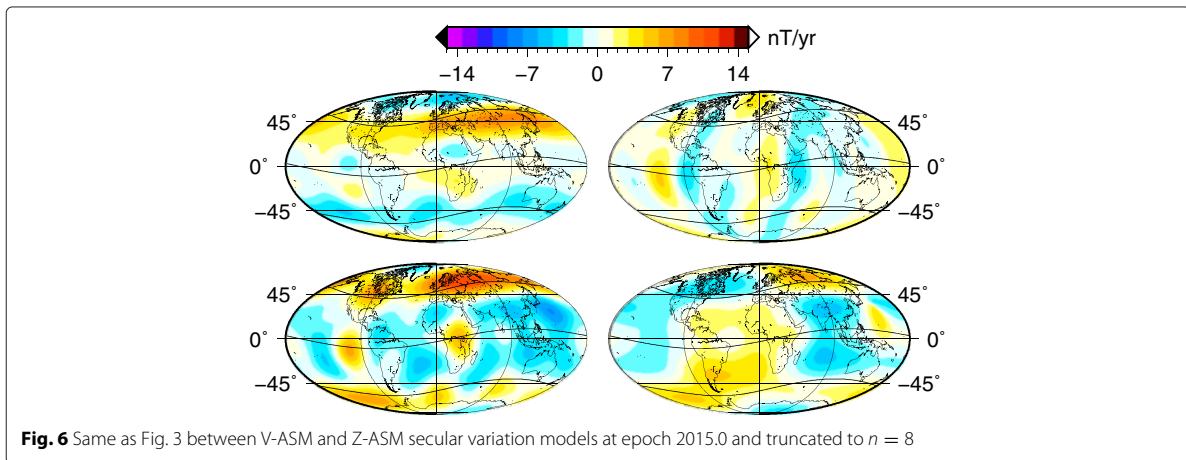 nT/yr
−14 −7 0 7 14
45˚ 45˚
0˚ 0˚
−45˚ −45˚
45˚ 45˚
0˚ 0˚
−45˚ −45˚
Fig. 6 Same as Fig. 3 between V-ASM and Z-ASM secular variation models at epoch 2015.0 and truncated to n = 8